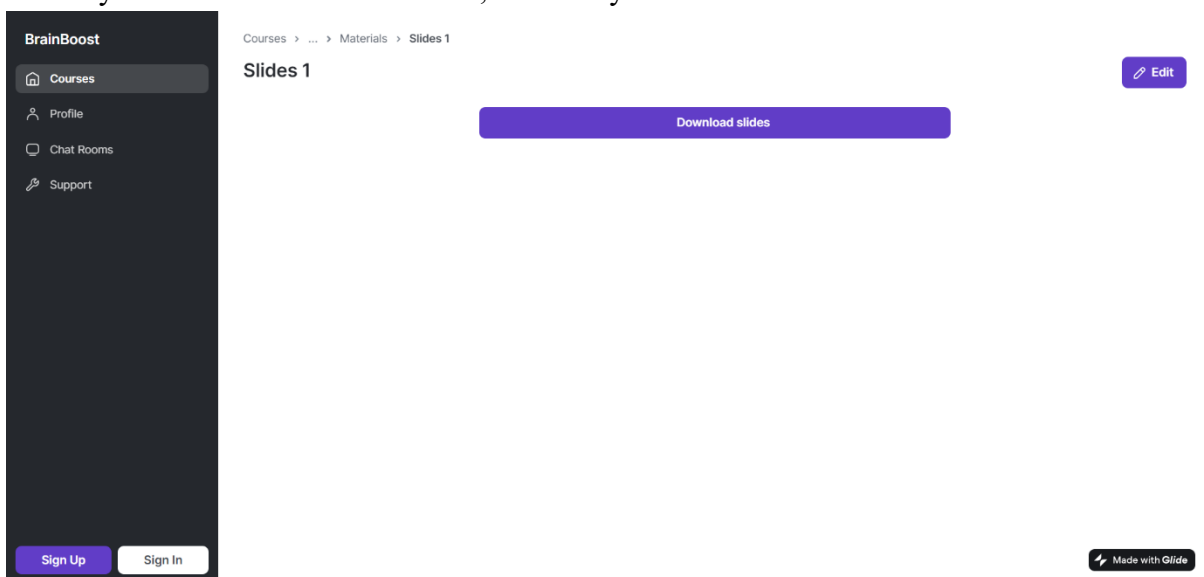 BrainBoost
Courses
Profile
Chat Rooms
Support
Sign Up
Sign In
Courses > ... > Materials > Slides 1
Slides 1
Edit
Download slides
Made with Glide